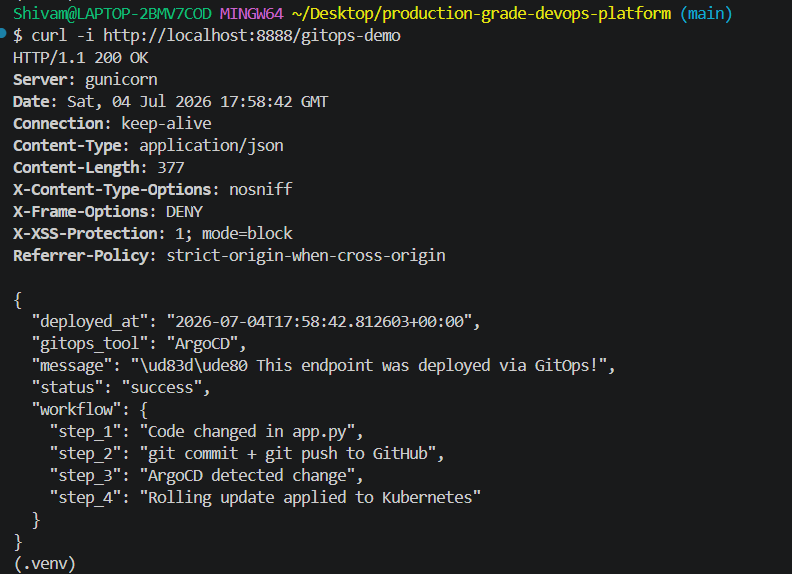 Shivam@LAPTOP-2BMV7COD MINGW64 ~/Desktop/production-grade-devops-platform (main)
$ curl -i http://localhost:8888/gitops-demo
HTTP/1.1 200 OK
Server: gunicorn
Date: Sat, 04 Jul 2026 17:58:42 GMT
Connection: keep-alive
Content-Type: application/json
Content-Length: 377
X-Content-Type-Options: nosniff
X-Frame-Options: DENY
X-XSS-Protection: 1; mode=block
Referrer-Policy: strict-origin-when-cross-origin

{
  "deployed_at": "2026-07-04T17:58:42.812603+00:00",
  "gitops_tool": "ArgoCD",
  "message": "\ud83d\ude80 This endpoint was deployed via GitOps!",
  "status": "success",
  "workflow": {
    "step_1": "Code changed in app.py",
    "step_2": "git commit + git push to GitHub",
    "step_3": "ArgoCD detected change",
    "step_4": "Rolling update applied to Kubernetes"
  }
}
(.venv)